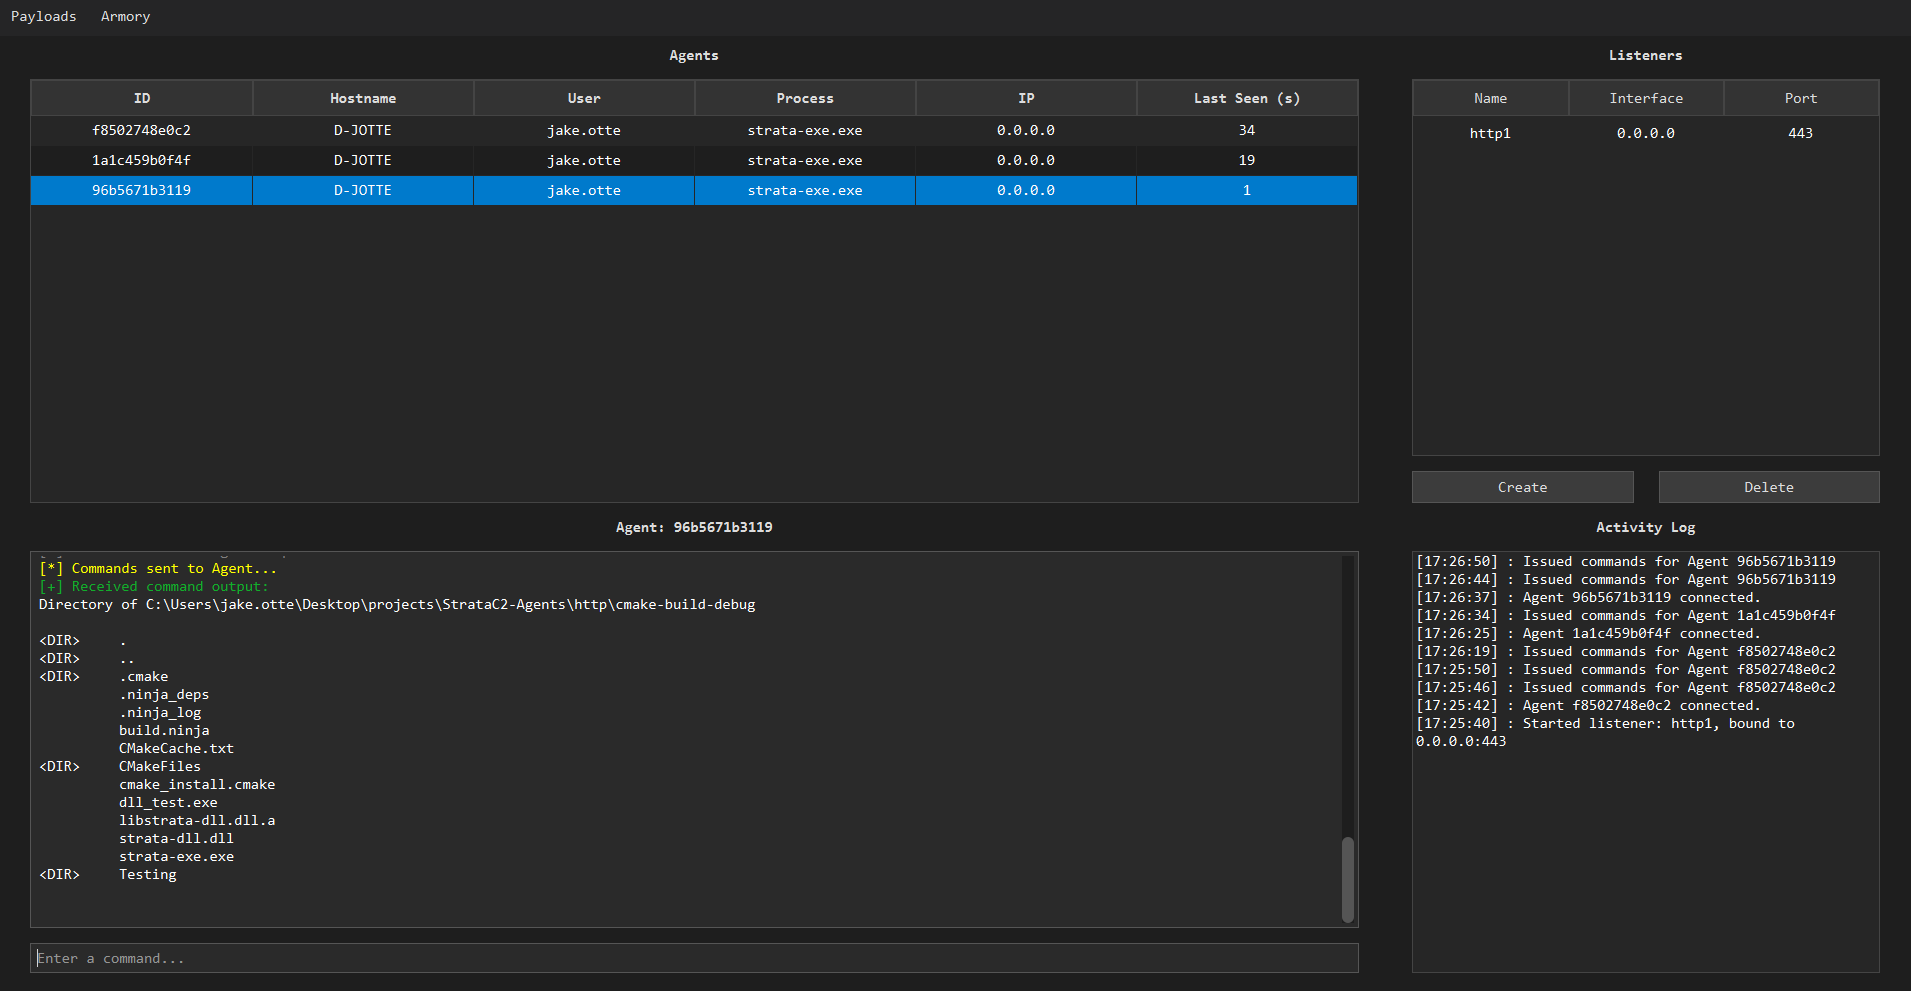 Payloads Armory
Agents
ID Hostname User Process IP Last Seen (s)
f8502748e0c2 D-JOTTE jake.otte strata-exe.exe 0.0.0.0 34
1a1c459b0f4f D-JOTTE jake.otte strata-exe.exe 0.0.0.0 19
96b5671b3119 D-JOTTE jake.otte strata-exe.exe 0.0.0.0 1
Listeners
Name Interface Port
http1 0.0.0.0 443
Create Delete
Agent: 96b5671b3119
[*] Commands sent to Agent...
[+] Received command output:
Directory of C:\Users\jake.otte\Desktop\projects\StrataC2-Agents\http\cmake-build-debug
<DIR> .
<DIR> ..
<DIR> .cmake
.ninja_deps
.ninja_log
build.ninja
CMakeCache.txt
<DIR> CMakeFiles
cmake_install.cmake
dll_test.exe
libstrata-dll.dll.a
strata-dll.dll
strata-exe.exe
<DIR> Testing
Enter a command...
Activity Log
[17:26:50] : Issued commands for Agent 96b5671b3119
[17:26:44] : Issued commands for Agent 96b5671b3119
[17:26:37] : Agent 96b5671b3119 connected.
[17:26:34] : Issued commands for Agent 1a1c459b0f4f
[17:26:25] : Agent 1a1c459b0f4f connected.
[17:26:19] : Issued commands for Agent f8502748e0c2
[17:25:50] : Issued commands for Agent f8502748e0c2
[17:25:46] : Issued commands for Agent f8502748e0c2
[17:25:42] : Agent f8502748e0c2 connected.
[17:25:40] : Started listener: http1, bound to
0.0.0.0:443